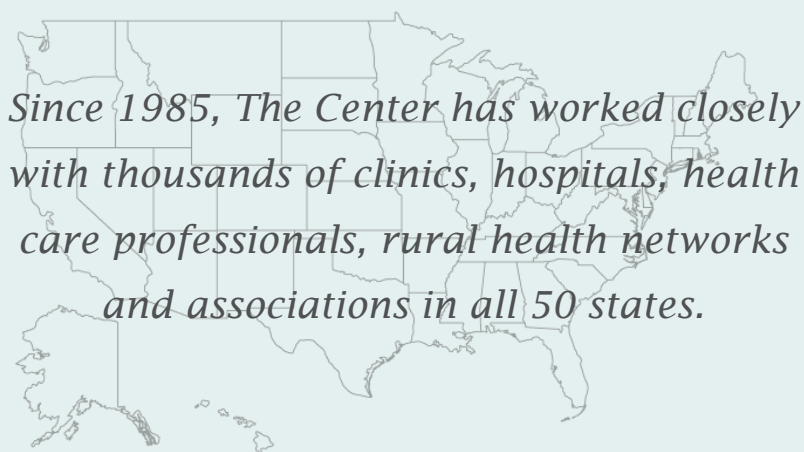 Since 1985, The Center has worked closely
with thousands of clinics, hospitals, health
care professionals, rural health networks
and associations in all 50 states.